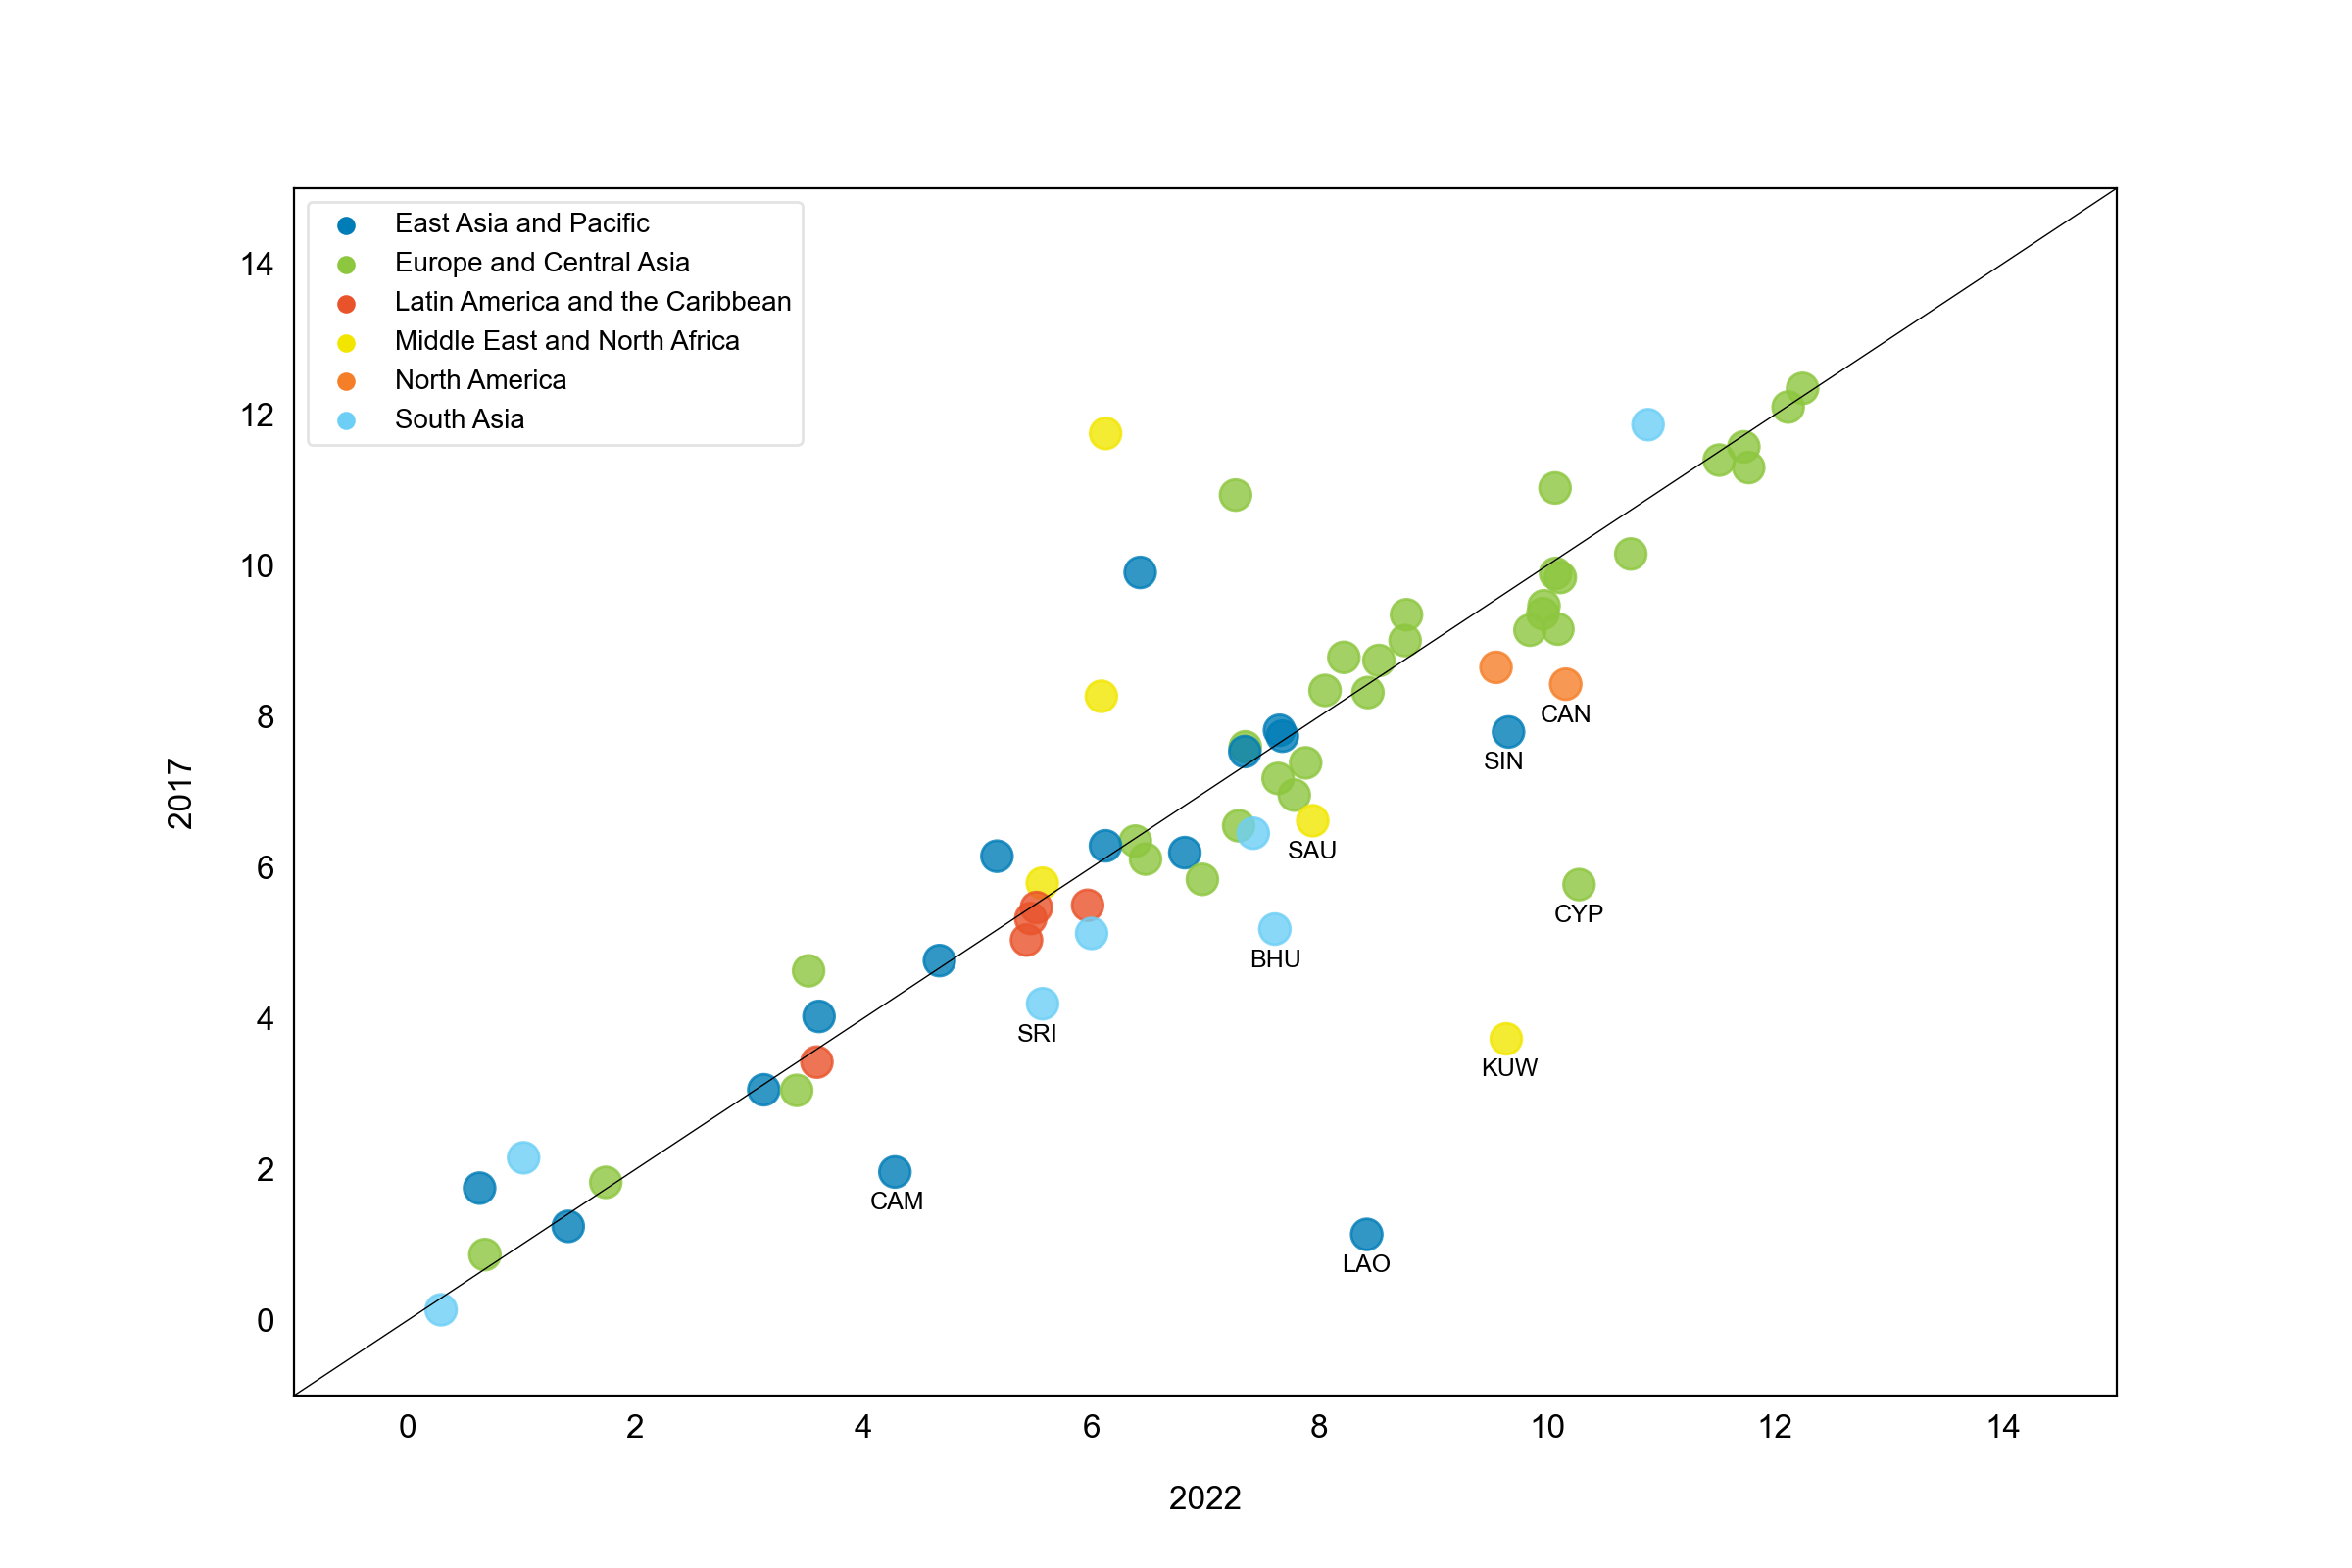 East Asia and Pacific
Europe and Central Asia
Latin America and the Caribbean
Middle East and North Africa
North America
South Asia
14
12
10
8
6
4
2
0
2017
CAN
SIN
SAU
CYP
BHU
SRI
KUW
CAM
LAO
0 2 4 6 8 10 12 14
2022